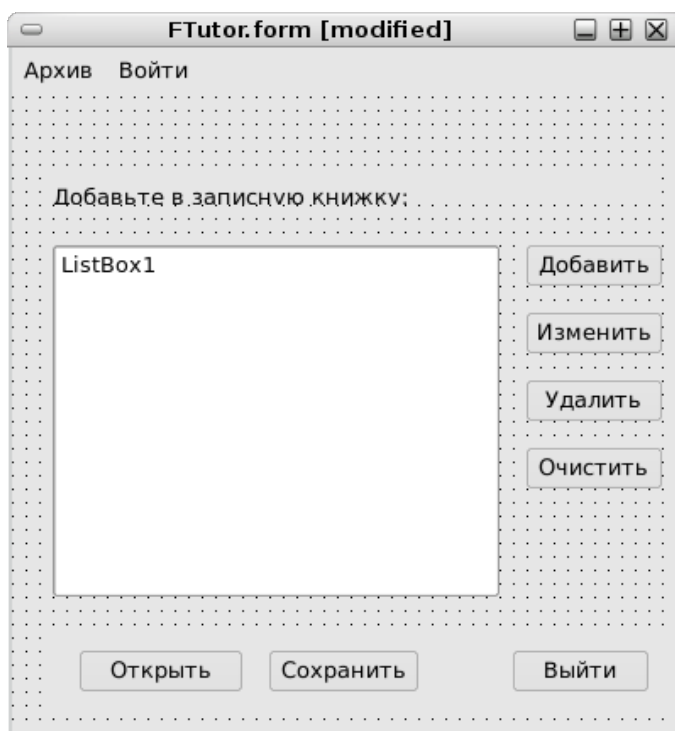 FTutor.form [modified]
Архив Войти
Добавьте в записную книжку:
ListBox1
Добавить
Изменить
Удалить
Очистить
Открыть Сохранить Выйти